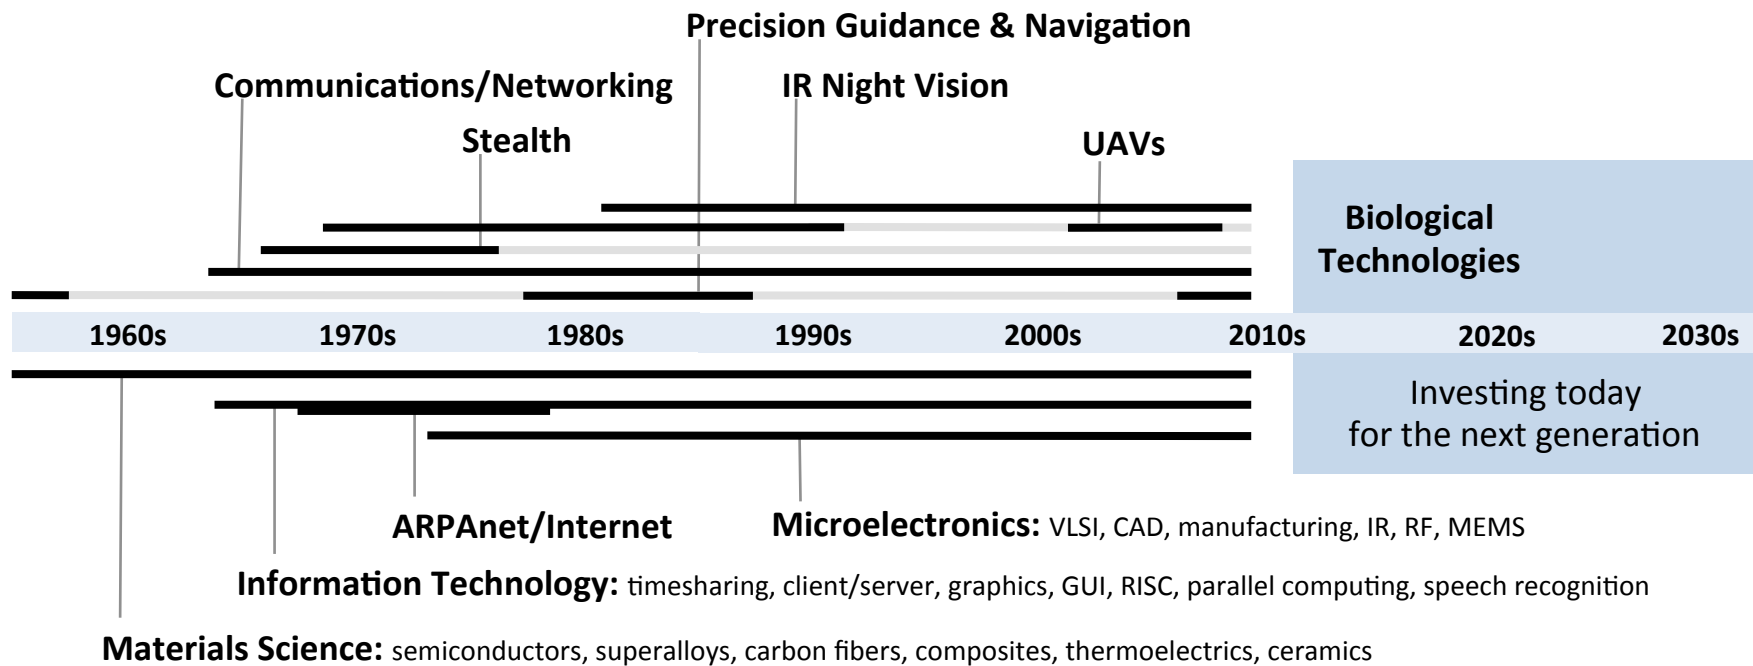 Precision Guidance & Navigation
Communications/Networking
IR Night Vision
Stealth
UAVs
Biological
Technologies
1960s 1970s 1980s 1990s 2000s 2010s 2020s 2030s
Investing today
for the next generation
ARPAnet/Internet
Microelectronics: VLSI, CAD, manufacturing, IR, RF, MEMS
Information Technology: timesharing, client/server, graphics, GUI, RISC, parallel computing, speech recognition
Materials Science: semiconductors, superalloys, carbon fibers, composites, thermoelectrics, ceramics